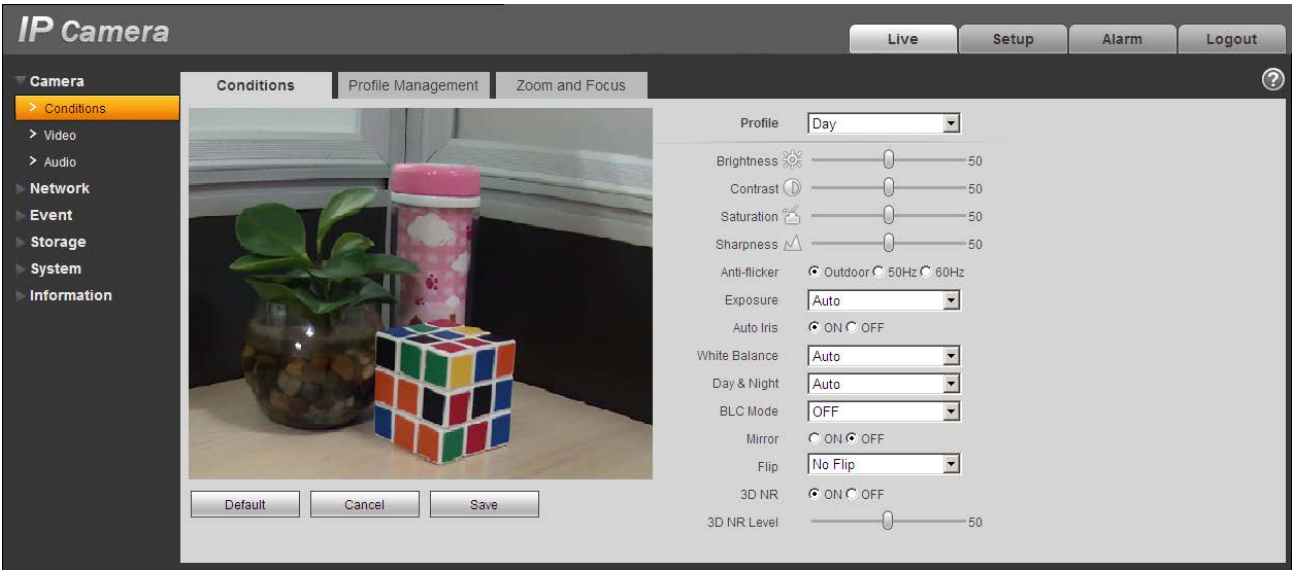 IP Camera
Live Setup Alarm Logout
Camera
> Conditions
> Video
> Audio
Network
Event
Storage
System
Information
Conditions Profile Management Zoom and Focus ?
Profile Day
Brightness 50
Contrast 50
Saturation 50
Sharpness 50
Anti-flicker Outdoor 50Hz 60Hz
Exposure Auto
Auto Iris ON OFF
White Balance Auto
Day & Night Auto
BLC Mode OFF
Mirror ON OFF
Flip No Flip
3D NR ON OFF
3D NR Level 50
Default Cancel Save